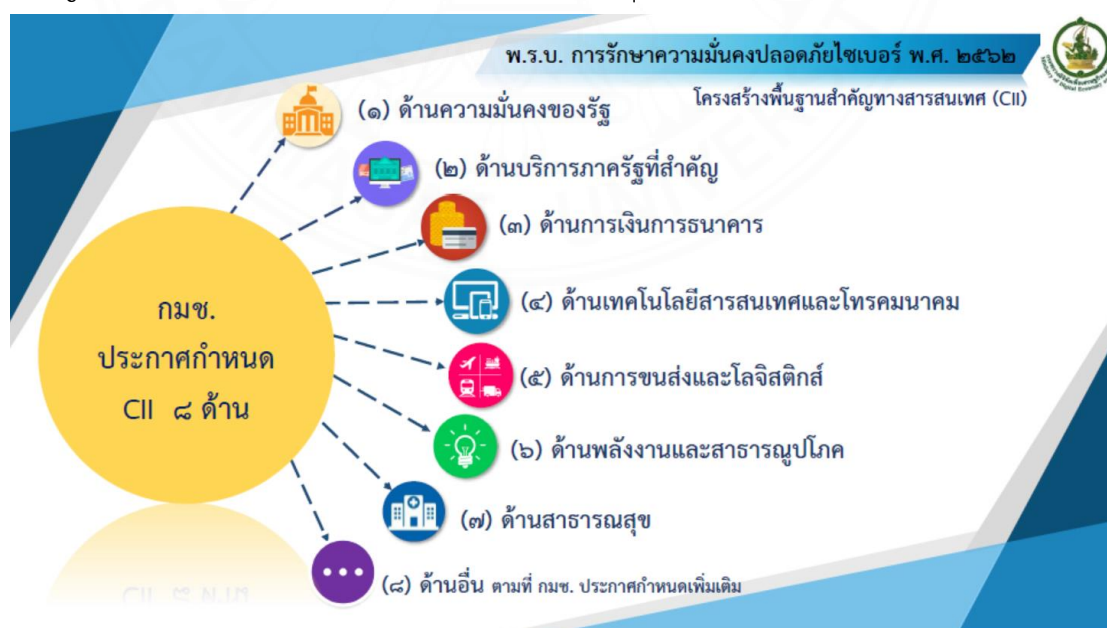 พ.ร.บ. การรักษาความมั่นคงปลอดภัยไซเบอร์ พ.ศ. ๒๕๖๒
โครงสร้างพื้นฐานสำคัญทางสารสนเทศ (CII)
(๑) ด้านความมั่นคงของรัฐ
(๒) ด้านบริการภาครัฐที่สำคัญ
(๓) ด้านการเงินการธนาคาร
(๔) ด้านเทคโนโลยีสารสนเทศและโทรคมนาคม
(๕) ด้านการขนส่งและโลจิสติกส์
(๖) ด้านพลังงานและสาธารณูปโภค
(๗) ด้านสาธารณสุข
(๘) ด้านอื่น ตามที่ กมช. ประกาศกำหนดเพิ่มเติม
กมช.
ประกาศกำหนด
CII ๘ ด้าน